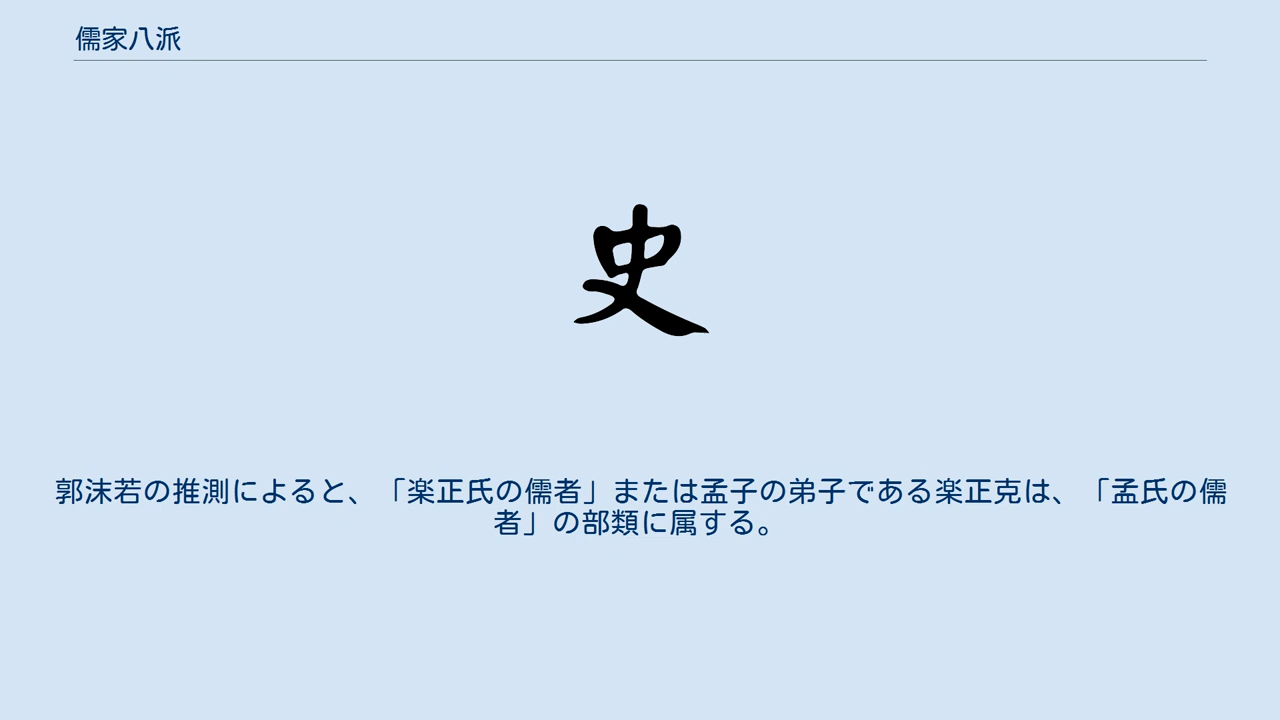 儒家八派
史
郭沫若の推測によると、「楽正氏の儒者」または孟子の弟子である楽正克は、「孟氏の儒
者」の部類に属する。